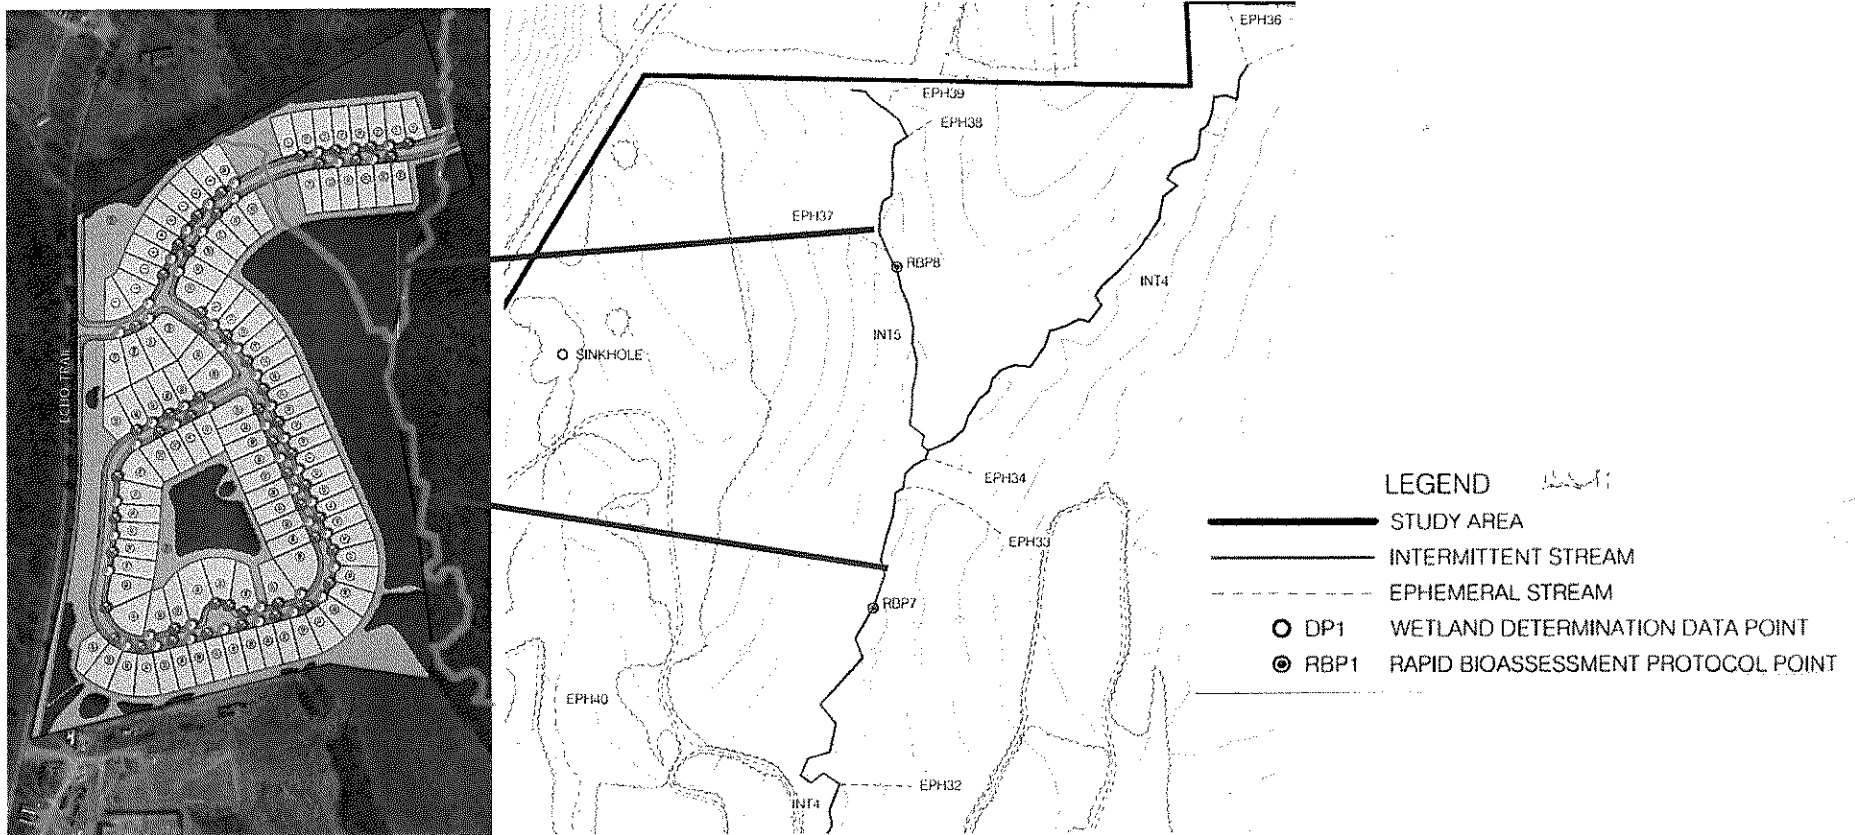 ECHO TRAIL
EPH36
EPH39
EPH38
EPH37
RBP8
INT4
INT5
SINKHOLE
EPH34
EPH33
RBP7
EPH40
EPH32
INT4
LEGEND
STUDY AREA
INTERMITTENT STREAM
EPHEMERAL STREAM
DP1 WETLAND DETERMINATION DATA POINT
RBP1 RAPID BIOASSESSMENT PROTOCOL POINT